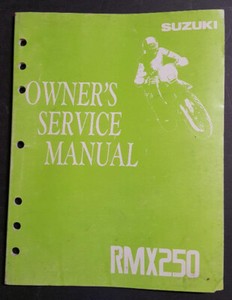 SUZUKI
OWNER'S
SERVICE
MANUAL
RMX250